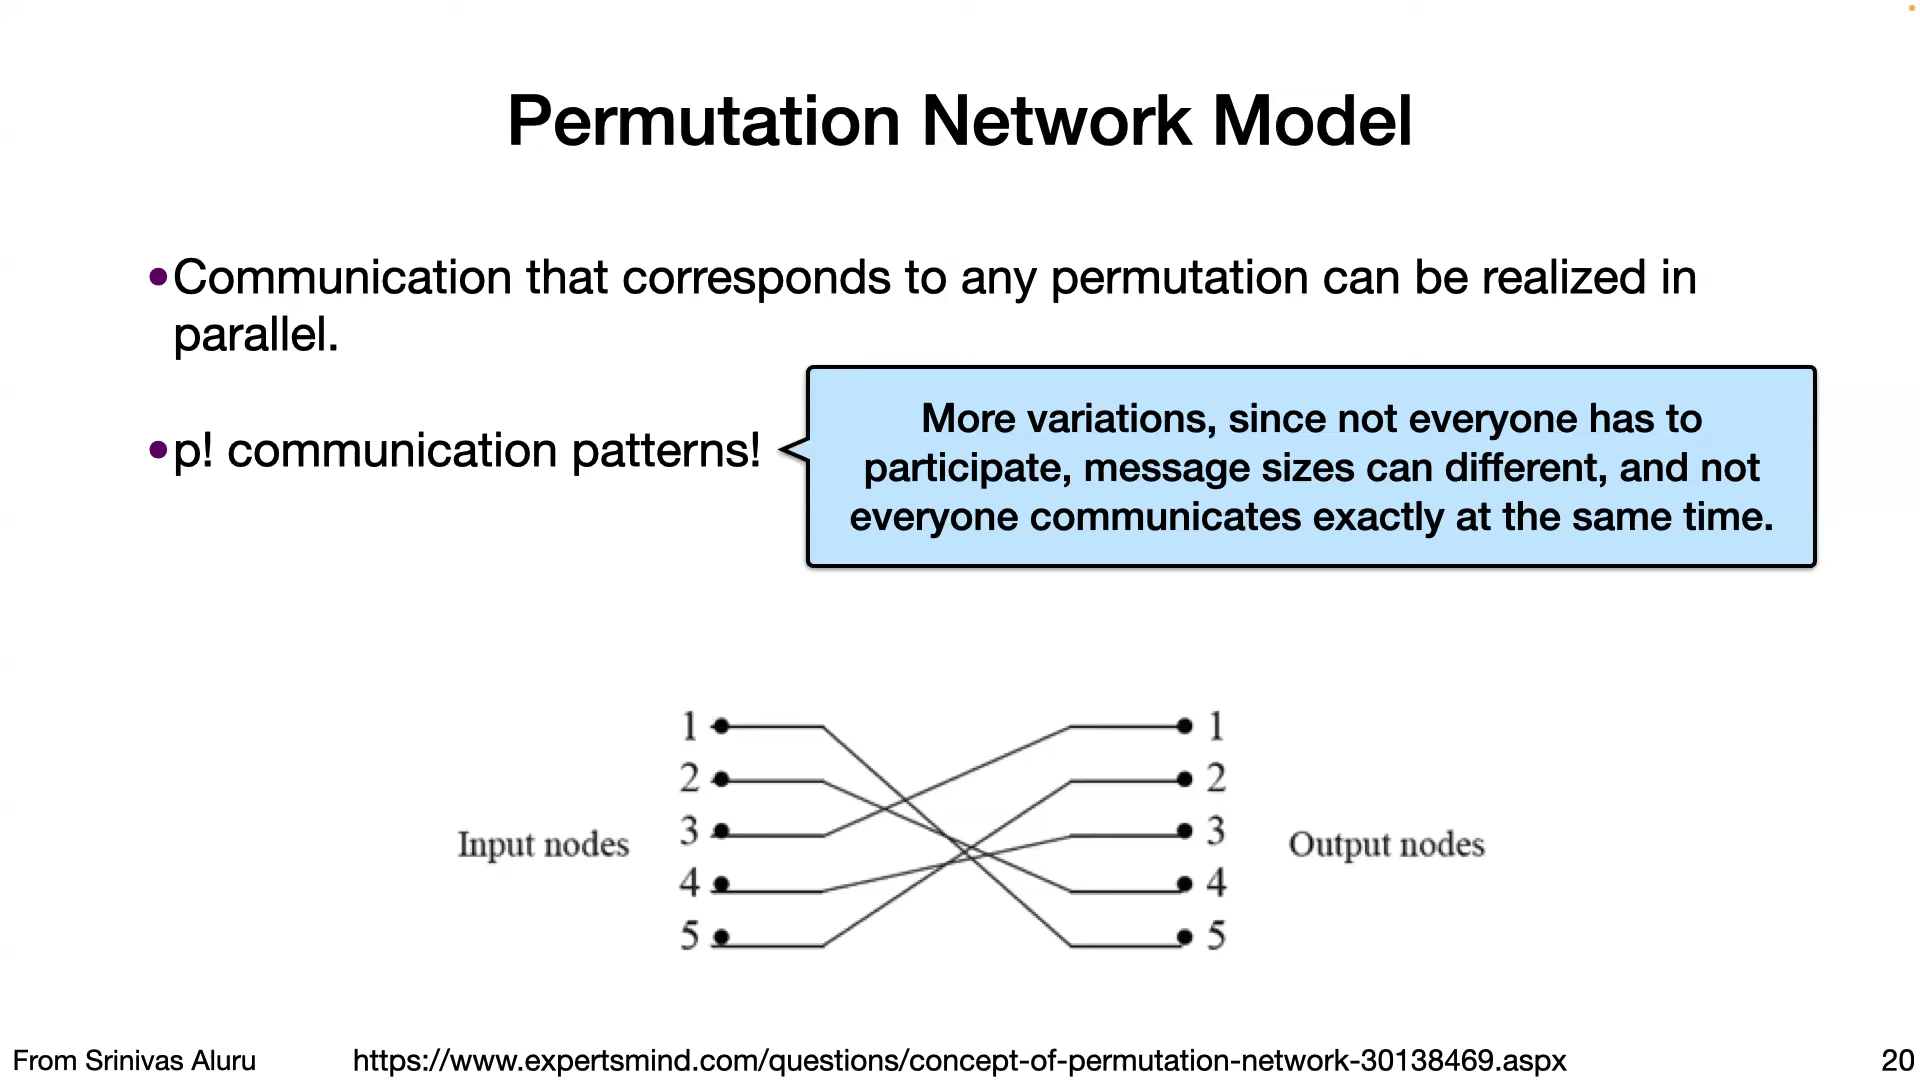 Permutation Network Model
•Communication that corresponds to any permutation can be realized in
parallel.
•p! communication patterns!
More variations, since not everyone has to
participate, message sizes can different, and not
everyone communicates exactly at the same time.
1 1
2 2
3 3
Input nodes Output nodes
4 4
5 5
From Srinivas Aluru https://www.expertsmind.com/questions/concept-of-permutation-network-30138469.aspx 20